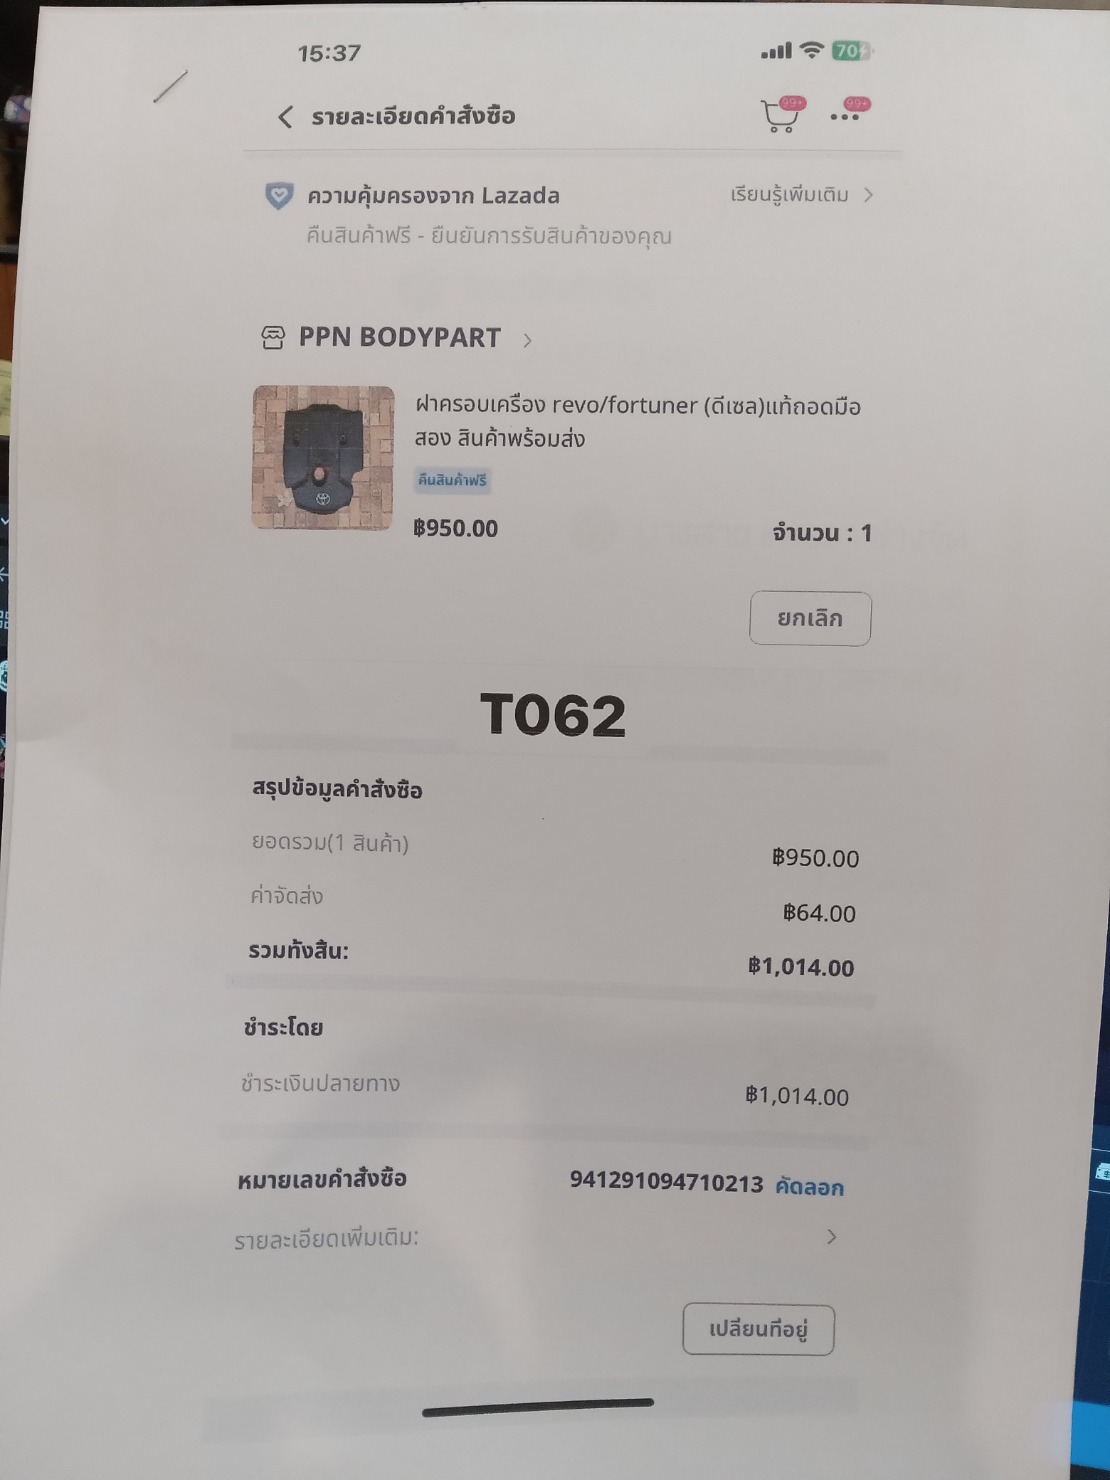 15:37
70
รายละเอียดคำสั่งซื้อ
99+
99+
ความคุ้มครองจาก Lazada
เรียนรู้เพิ่มเติม
คืนสินค้าฟรี - ยืนยันการรับสินค้าของคุณ
PPN BODYPART
ฝาครอบเครื่อง revo/fortuner (ดีเซล)แท้ถอดมือ
สอง สินค้าพร้อมส่ง
คืนสินค้าฟรี
฿950.00
จำนวน : 1
ยกเลิก
T062
สรุปข้อมูลคำสั่งซื้อ
ยอดรวม(1 สินค้า)
฿950.00
ค่าจัดส่ง
฿64.00
รวมทั้งสิ้น:
฿1,014.00
ชำระโดย
ชำระเงินปลายทาง
฿1,014.00
หมายเลขคำสั่งซื้อ
941291094710213 คัดลอก
รายละเอียดเพิ่มเติม:
เปลี่ยนที่อยู่